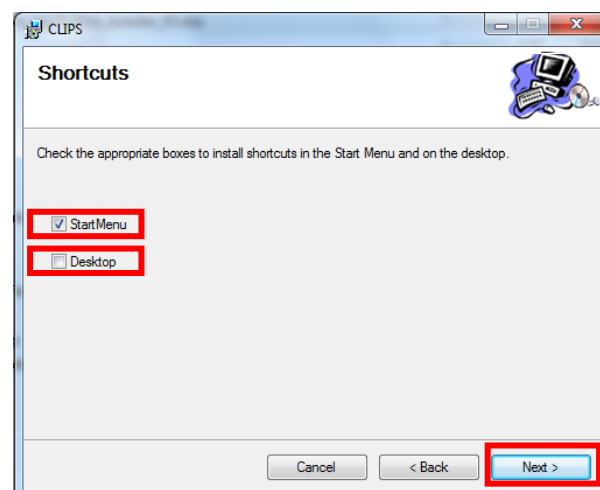 CLIPS
Shortcuts
Check the appropriate boxes to install shortcuts in the Start Menu and on the desktop.
StartMenu
Desktop
Cancel
< Back
Next >